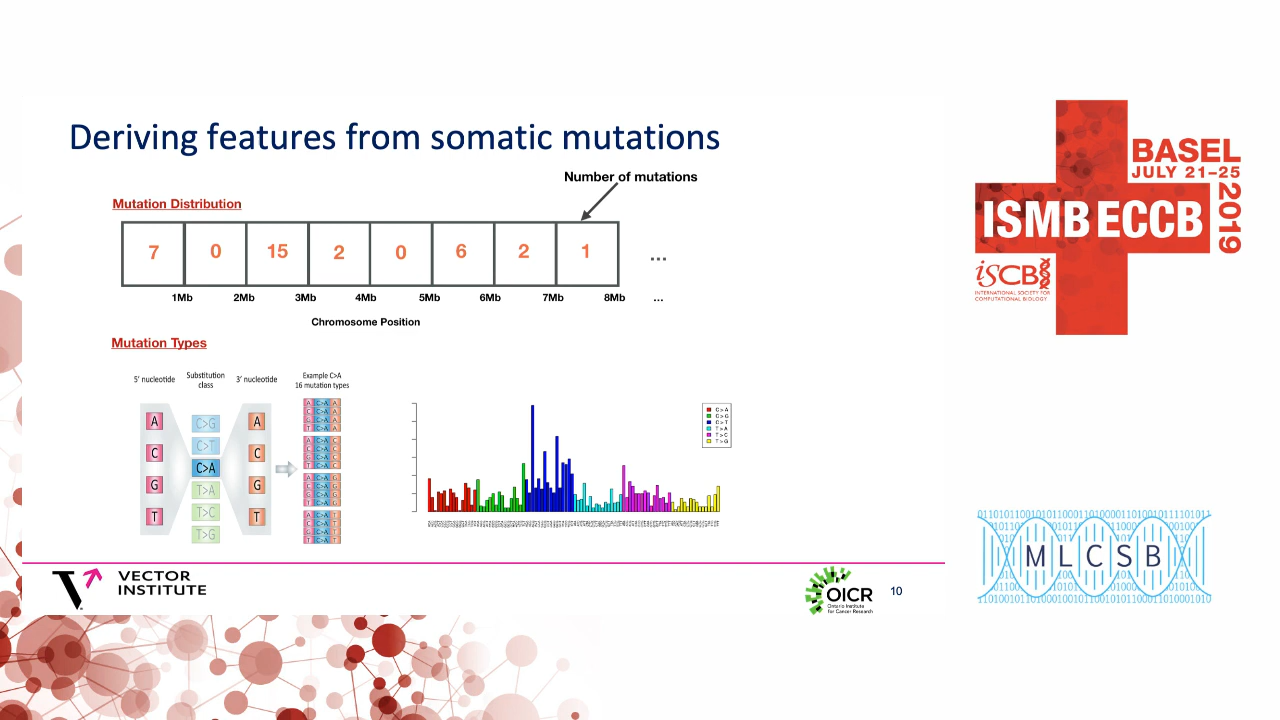 Deriving features from somatic mutations
Number of mutations
Mutation Distribution
7 0 15 2 0 6 2 1 ...
1Mb 2Mb 3Mb 4Mb 5Mb 6Mb 7Mb 8Mb ...
Chromosome Position
Mutation Types
5' nucleotide
Substitution class
3' nucleotide
Example C>A
16 mutation types
A
C
G
T
C>G
C>T
C>A
T>A
T>C
T>G
A
C
G
T
A C>A A
C C>A A
G C>A A
T C>A A
A C>A C
C C>A C
G C>A C
T C>A C
A C>A G
C C>A G
G C>A G
T C>A G
A C>A T
C C>A T
G C>A T
T C>A T
C > A
C > G
C > T
T > A
T > C
T > G
VECTOR
INSTITUTE
OICR
Ontario Institute
for Cancer Research
10
BASEL
JULY 21–25
2019
ISMB ECCB
iSCB
INTERNATIONAL SOCIETY FOR
COMPUTATIONAL BIOLOGY
MLCSB